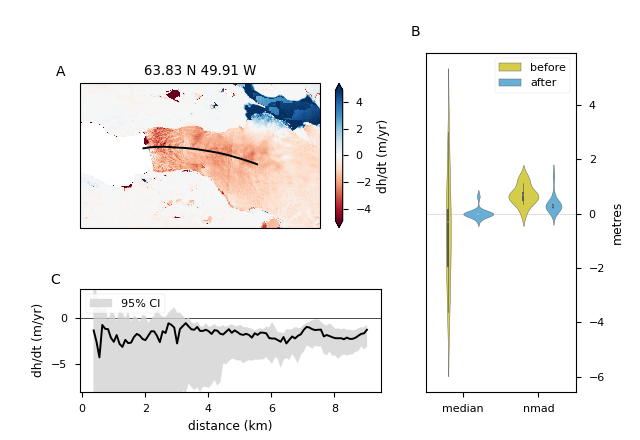 A
63.83 N 49.91 W
4
2
0
−2
−4
dh/dt (m/yr)
B
before
after
4
2
0
−2
−4
−6
metres
median
nmad
C
95% CI
0
−5
dh/dt (m/yr)
0
2
4
6
8
distance (km)